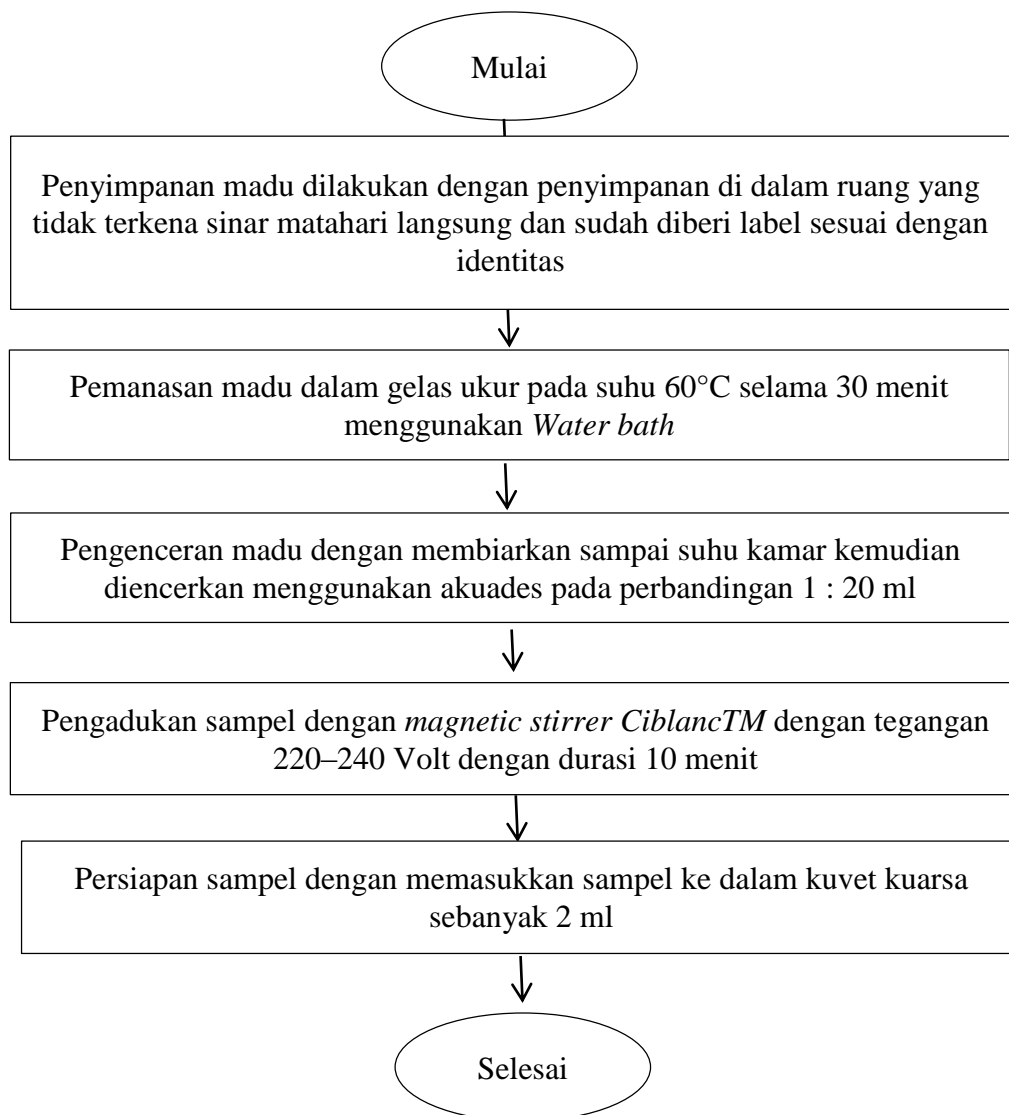 Mulai
Penyimpanan madu dilakukan dengan penyimpanan di dalam ruang yang
tidak terkena sinar matahari langsung dan sudah diberi label sesuai dengan
identitas
Pemanasan madu dalam gelas ukur pada suhu 60°C selama 30 menit
menggunakan Water bath
Pengenceran madu dengan membiarkan sampai suhu kamar kemudian
diencerkan menggunakan akuades pada perbandingan 1 : 20 ml
Pengadukan sampel dengan magnetic stirrer CiblancTM dengan tegangan
220–240 Volt dengan durasi 10 menit
Persiapan sampel dengan memasukkan sampel ke dalam kuvet kuarsa
sebanyak 2 ml
Selesai